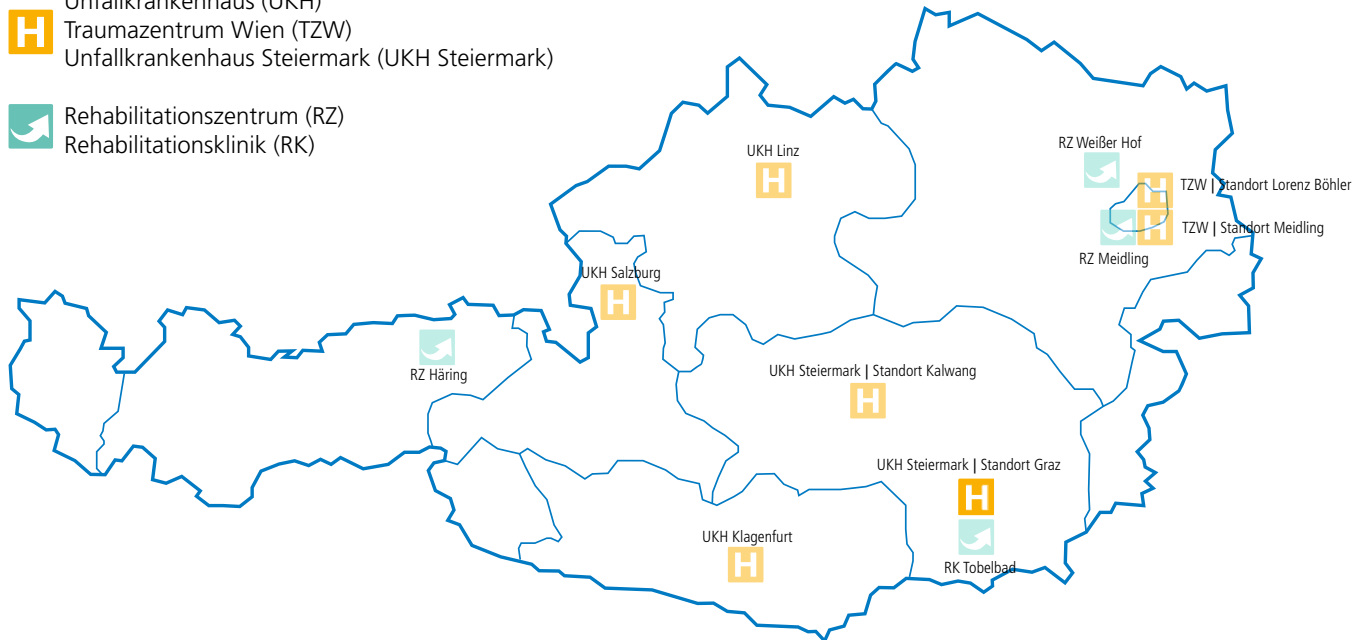 Unfallkrankenhaus (UKH)
H
Traumazentrum Wien (TZW)
Unfallkrankenhaus Steiermark (UKH Steiermark)
Rehabilitationszentrum (RZ)
Rehabilitationsklinik (RK)
UKH Linz
H
RZ Weißer Hof
H
TZW | Standort Lorenz Böhler
H
TZW | Standort Meidling
RZ Meidling
UKH Salzburg
H
RZ Häring
UKH Steiermark | Standort Kalwang
H
UKH Steiermark | Standort Graz
H
RK Tobelbad
UKH Klagenfurt
H